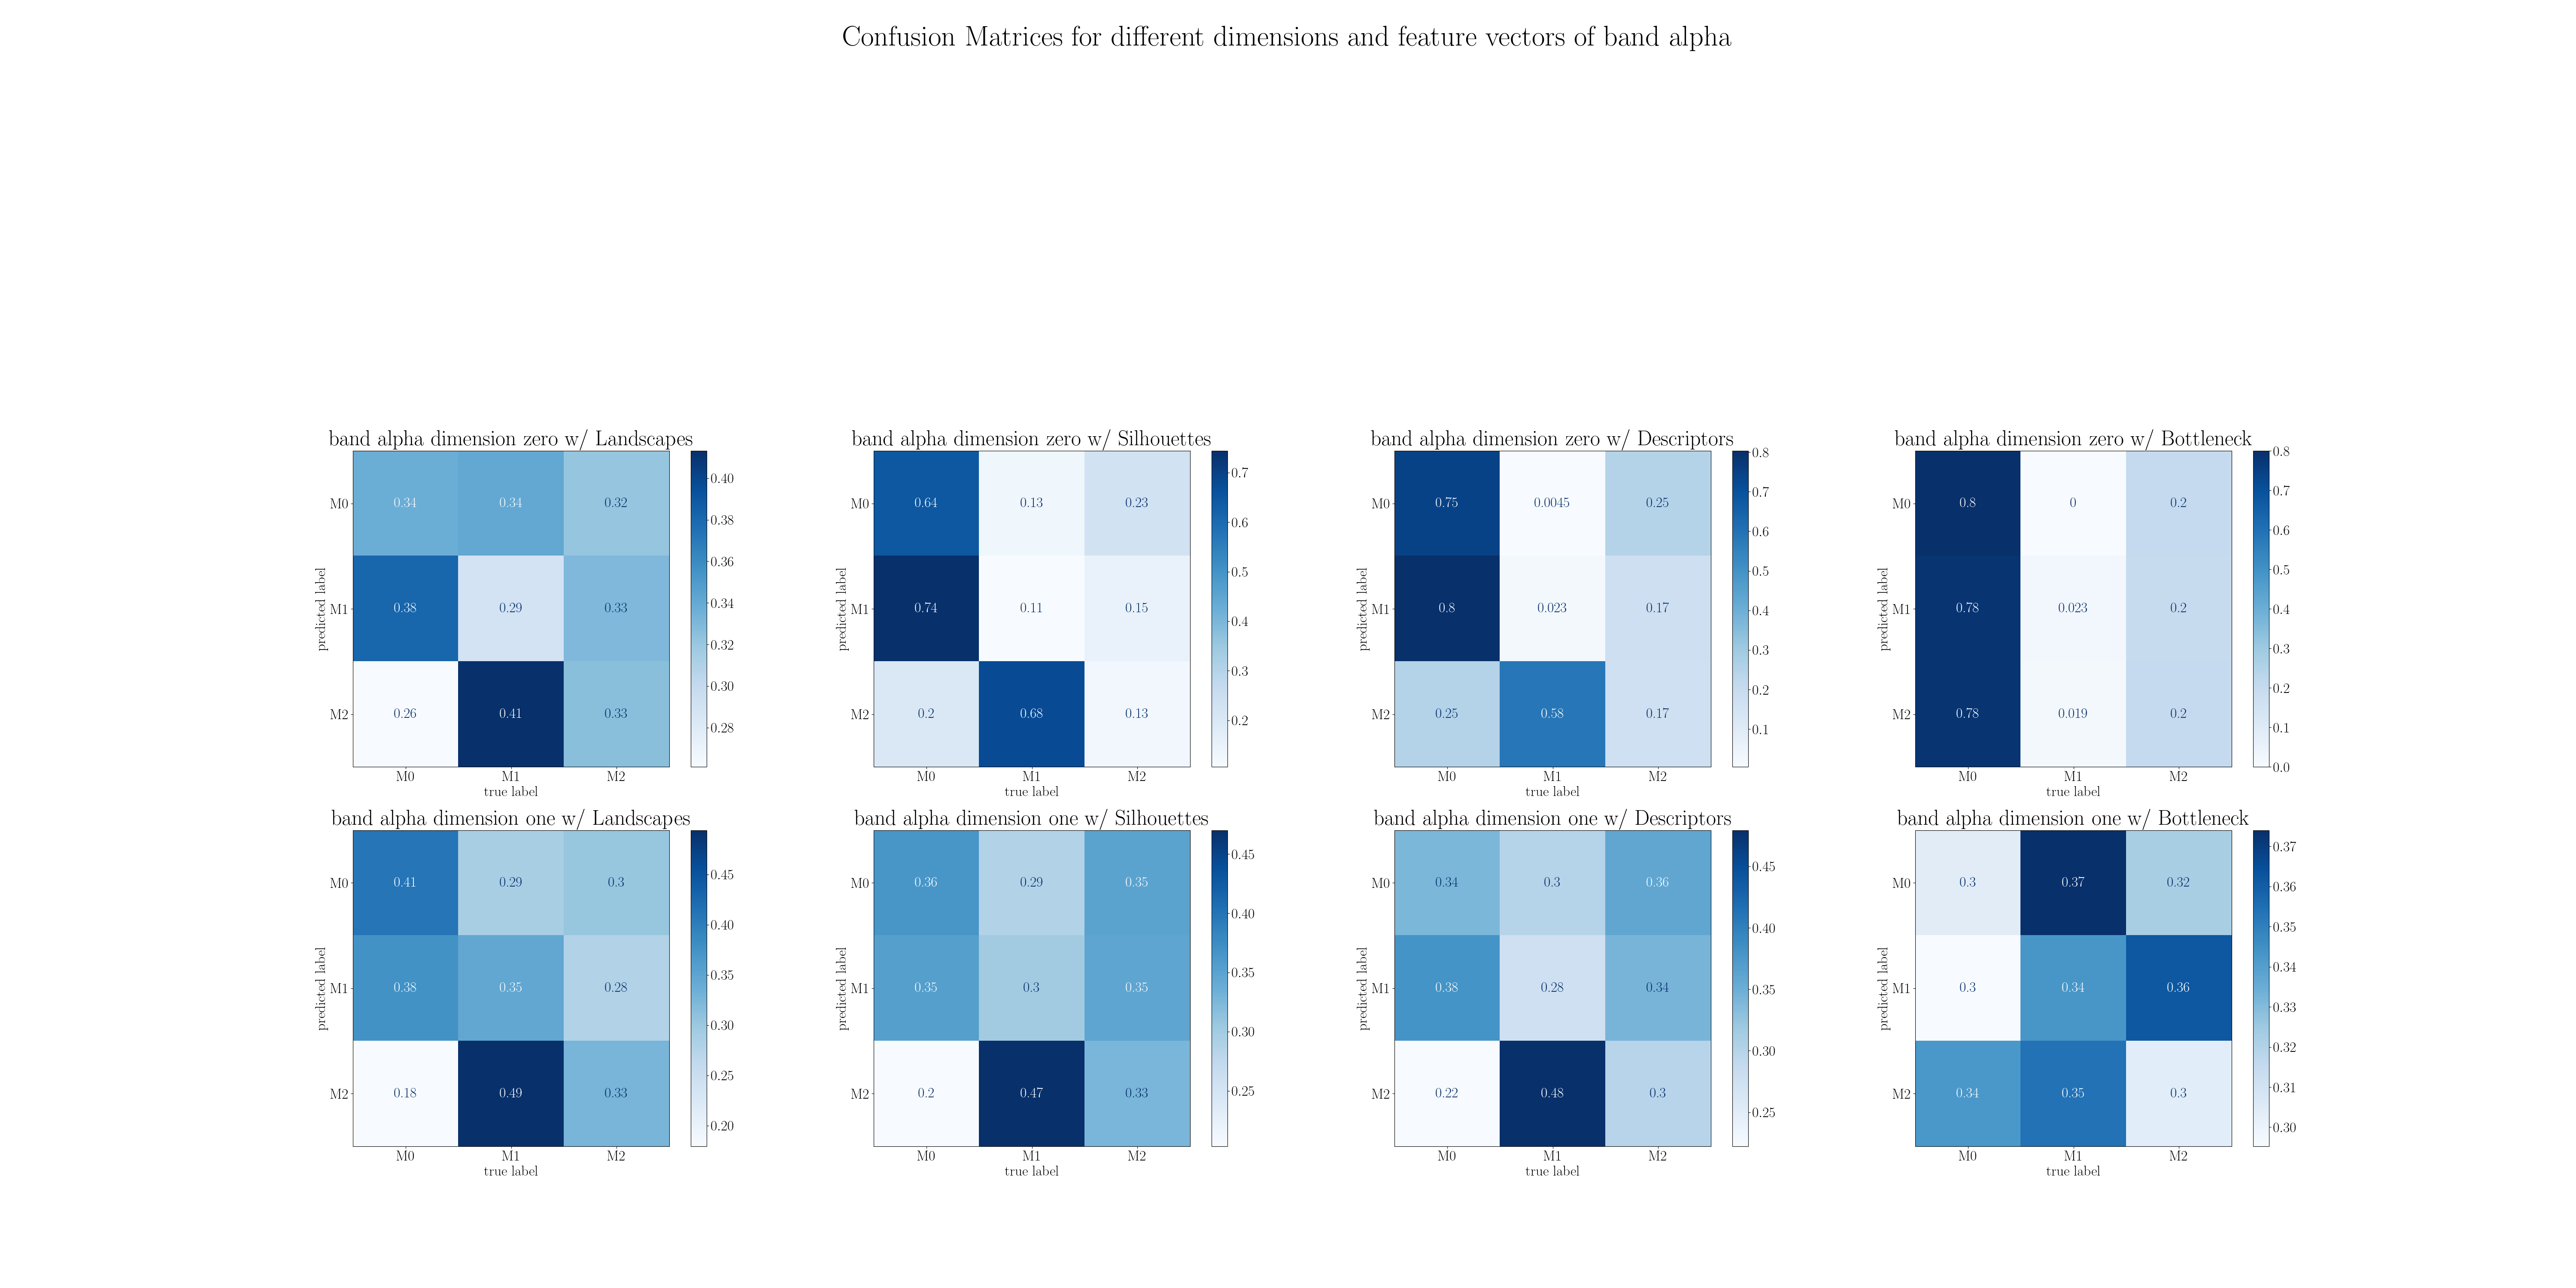 Confusion Matrices for different dimensions and feature vectors of band alpha
band alpha dimension zero w/ Landscapes
predicted label
M0 0.34 0.34 0.32
M1 0.38 0.29 0.33
M2 0.26 0.41 0.33
M0 M1 M2
true label
0.40
0.38
0.36
0.34
0.32
0.30
0.28
band alpha dimension zero w/ Silhouettes
predicted label
M0 0.64 0.13 0.23
M1 0.74 0.11 0.15
M2 0.2 0.68 0.13
M0 M1 M2
true label
0.7
0.6
0.5
0.4
0.3
0.2
band alpha dimension zero w/ Descriptors
predicted label
M0 0.75 0.0045 0.25
M1 0.8 0.023 0.17
M2 0.25 0.58 0.17
M0 M1 M2
true label
0.8
0.7
0.6
0.5
0.4
0.3
0.2
0.1
band alpha dimension zero w/ Bottleneck
predicted label
M0 0.8 0 0.2
M1 0.78 0.023 0.2
M2 0.78 0.019 0.2
M0 M1 M2
true label
0.8
0.7
0.6
0.5
0.4
0.3
0.2
0.1
0.0
band alpha dimension one w/ Landscapes
predicted label
M0 0.41 0.29 0.3
M1 0.38 0.35 0.28
M2 0.18 0.49 0.33
M0 M1 M2
true label
0.45
0.40
0.35
0.30
0.25
0.20
band alpha dimension one w/ Silhouettes
predicted label
M0 0.36 0.29 0.35
M1 0.35 0.3 0.35
M2 0.2 0.47 0.33
M0 M1 M2
true label
0.45
0.40
0.35
0.30
0.25
band alpha dimension one w/ Descriptors
predicted label
M0 0.34 0.3 0.36
M1 0.38 0.28 0.34
M2 0.22 0.48 0.3
M0 M1 M2
true label
0.45
0.40
0.35
0.30
0.25
band alpha dimension one w/ Bottleneck
predicted label
M0 0.3 0.37 0.32
M1 0.3 0.34 0.36
M2 0.34 0.35 0.3
M0 M1 M2
true label
0.37
0.36
0.35
0.34
0.33
0.32
0.31
0.30